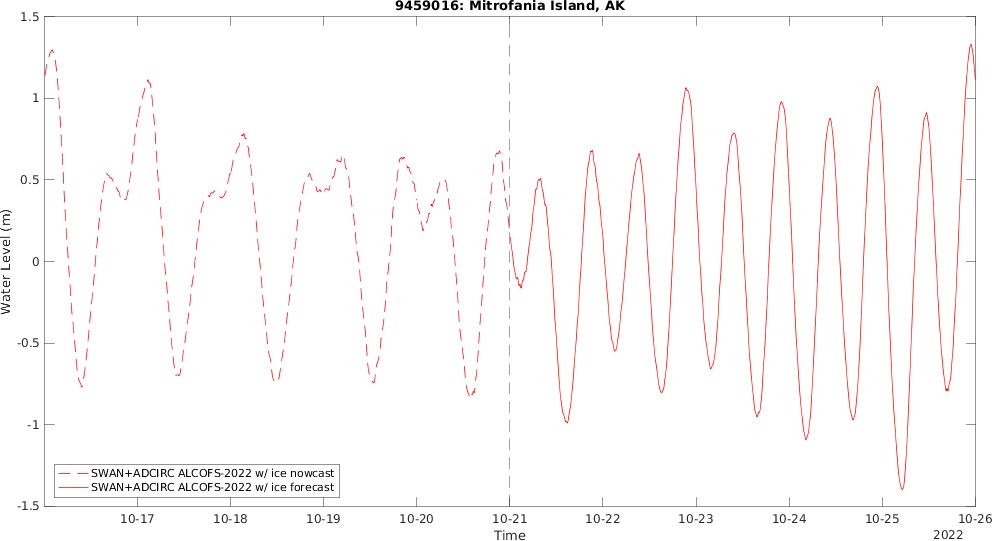 9459016: Mitrofania Island, AK
1.5
1
0.5
0
-0.5
-1
-1.5
Water Level (m)
SWAN+ADCIRC ALCOFS-2022 w/ ice nowcast
SWAN+ADCIRC ALCOFS-2022 w/ ice forecast
10-17 10-18 10-19 10-20 10-21 10-22 10-23 10-24 10-25 10-26
Time
2022